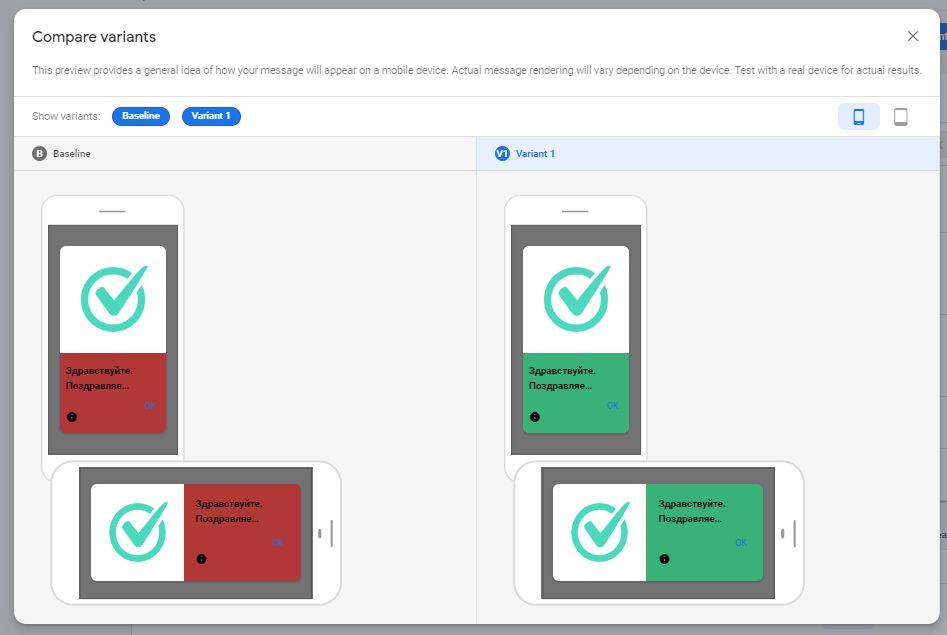 Compare variants
This preview provides a general idea of how your message will appear on a mobile device. Actual message rendering will vary depending on the device. Test with a real device for actual results.
Show variants: Baseline Variant 1
B Baseline
V1 Variant 1
Здравствуйте.
Поздравляе...
OK
Здравствуйте.
Поздравляе...
OK
Здравствуйте.
Поздравляе...
OK
Здравствуйте.
Поздравляе...
OK